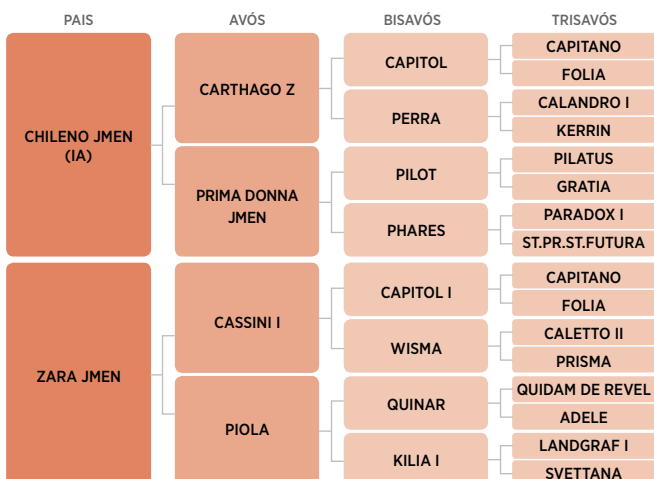 PAIS
AVÓS
BISAVÓS
TRISAVÓS
CHILENO JMEN
(IA)
CARTHAGO Z
PRIMA DONNA
JMEN
CAPITOL
PERRA
PILOT
PHARES
CAPITANO
FOLIA
CALANDRO I
KERRIN
PILATUS
GRATIA
PARADOX I
ST.PR.ST.FUTURA
ZARA JMEN
CASSINI I
PIOLA
CAPITOL I
WISMA
QUINAR
KILIA I
CAPITANO
FOLIA
CALETTO II
PRISMA
QUIDAM DE REVEL
ADELE
LANDGRAF I
SVETTANA